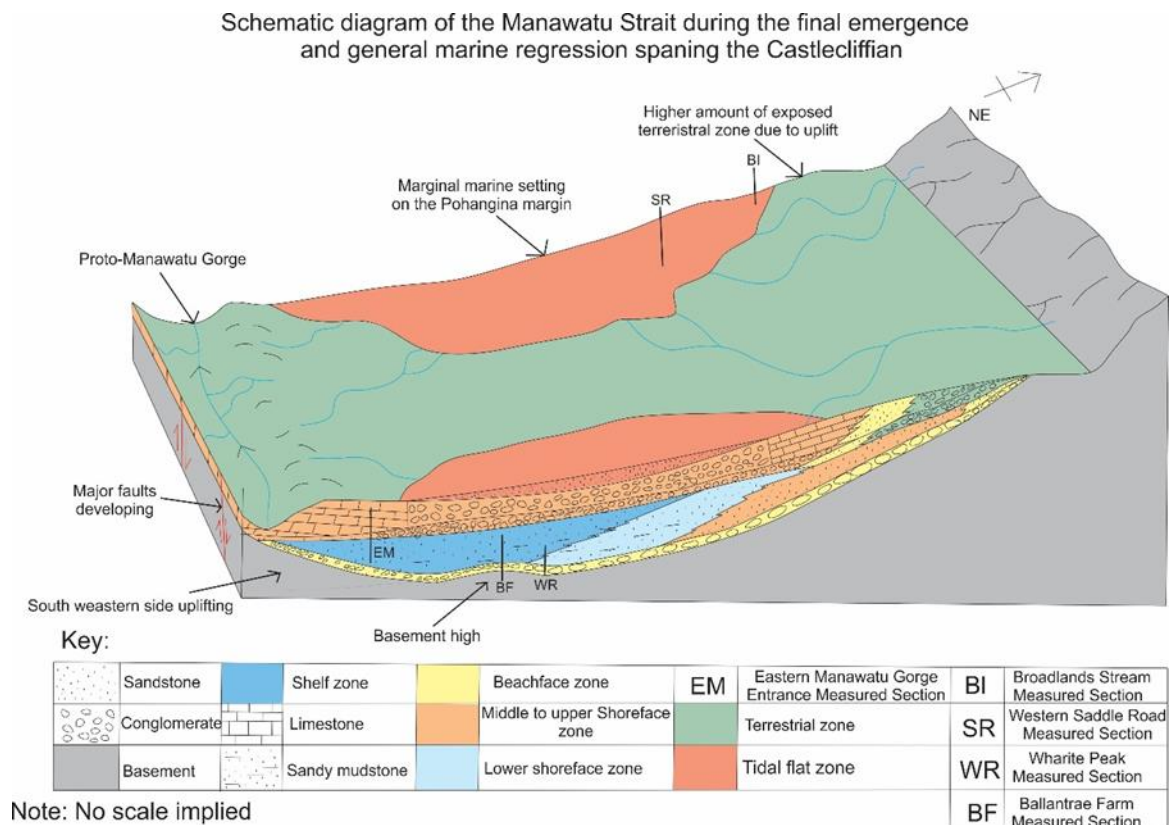 Schematic diagram of the Manawatu Strait during the final emergence
and general marine regression spaning the Castlecliffian
NE
Higher amount of exposed
terreristral zone due to uplift
BI
Marginal marine setting
on the Pohangina margin
SR
Proto-Manawatu Gorge
Major faults
developing
EM
BF
WR
South weastern side uplifting
Basement high
Key:
Sandstone
Shelf zone
Beachface zone
EM
Eastern Manawatu Gorge
Entrance Measured Section
BI
Broadlands Stream
Measured Section
Conglomerate
Limestone
Middle to upper Shoreface
zone
Terrestrial zone
SR
Western Saddle Road
Measured Section
Basement
Sandy mudstone
Lower shoreface zone
Tidal flat zone
WR
Wharite Peak
Measured Section
BF
Ballantrae Farm
Measured Section
Note: No scale implied